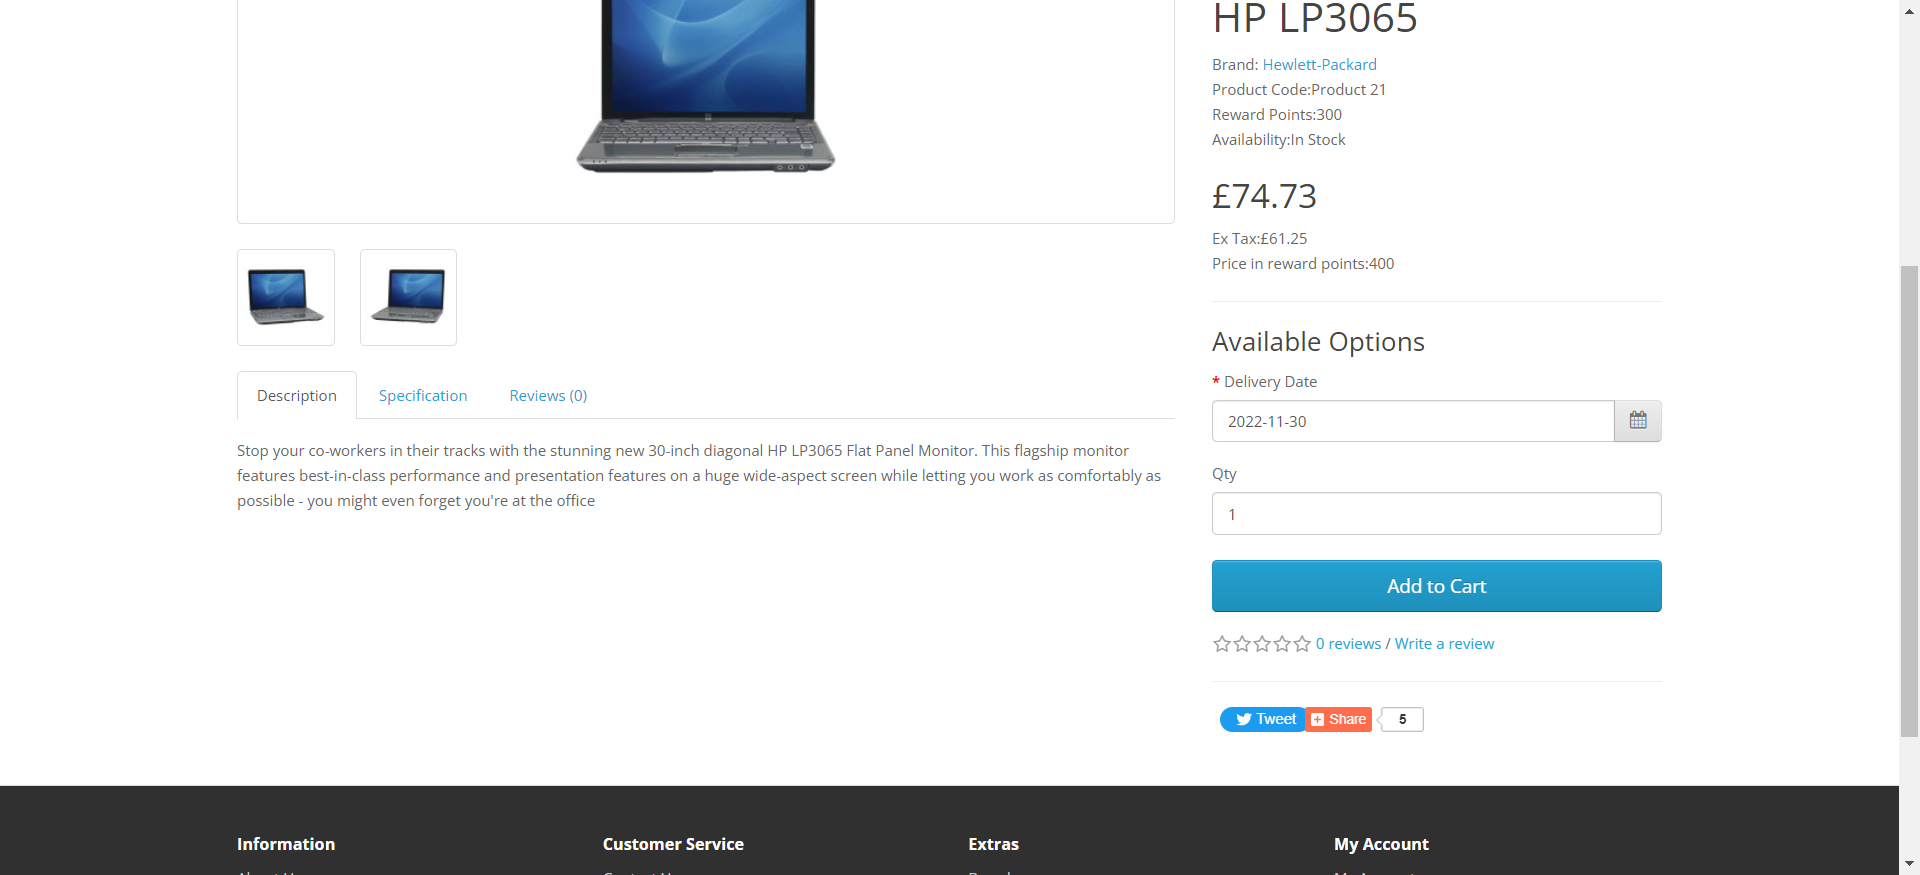 HP LP3065
Brand: Hewlett-Packard
Product Code:Product 21
Reward Points:300
Availability:In Stock
£74.73
Ex Tax:£61.25
Price in reward points:400
Available Options
* Delivery Date
2022-11-30
Qty
1
Add to Cart
0 reviews / Write a review
Tweet Share 5
Description Specification Reviews (0)
Stop your co-workers in their tracks with the stunning new 30-inch diagonal HP LP3065 Flat Panel Monitor. This flagship monitor
features best-in-class performance and presentation features on a huge wide-aspect screen while letting you work as comfortably as
possible - you might even forget you're at the office
Information Customer Service Extras My Account